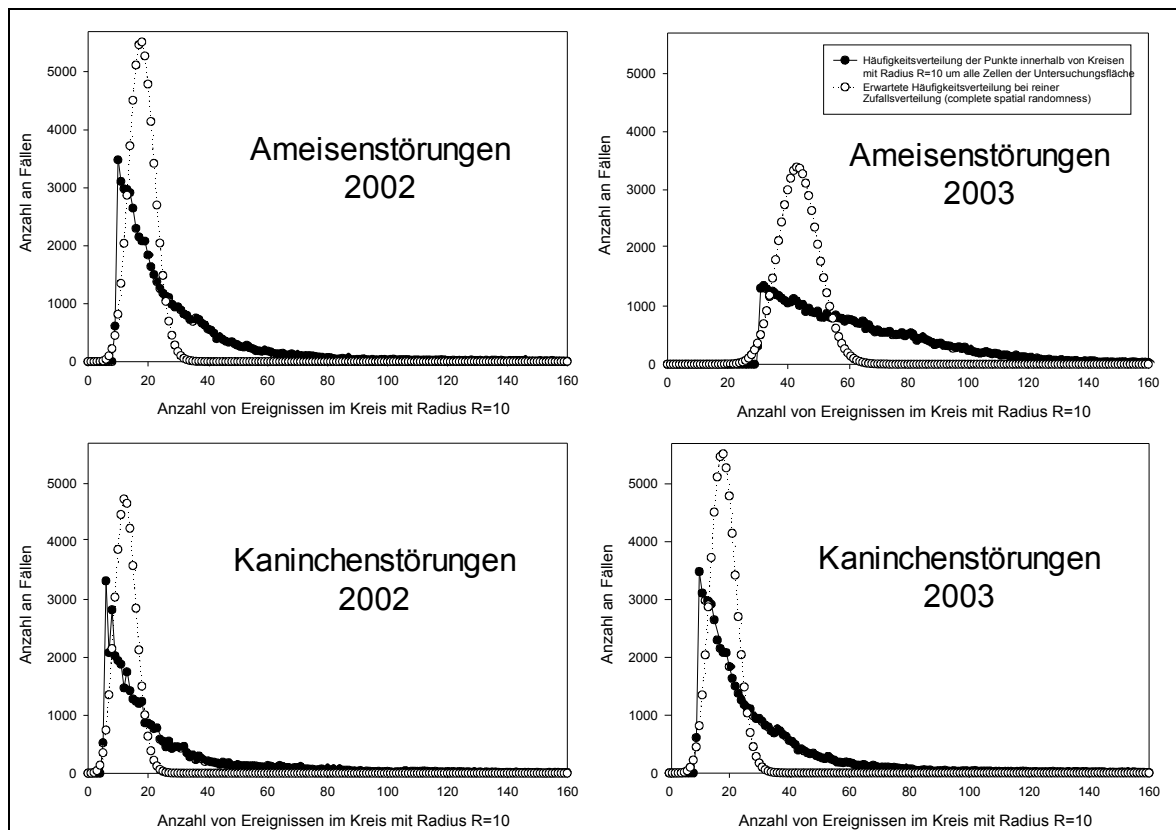 5000
4000
3000
2000
1000
0
Anzahl an Fällen
Ameisenstörungen
2002
0 20 40 60 80 100 120 140 160
Anzahl von Ereignissen im Kreis mit Radius R=10
5000
4000
3000
2000
1000
0
Anzahl an Fällen
Häufigkeitsverteilung der Punkte innerhalb von Kreisen
mit Radius R=10 um alle Zellen der Untersuchungsfläche
Erwartete Häufigkeitsverteilung bei reiner
Zufallsverteilung (complete spatial randomness)
Ameisenstörungen
2003
0 20 40 60 80 100 120 140 160
Anzahl von Ereignissen im Kreis mit Radius R=10
5000
4000
3000
2000
1000
0
Anzahl an Fällen
Kaninchenstörungen
2002
0 20 40 60 80 100 120 140 160
Anzahl von Ereignissen im Kreis mit Radius R=10
5000
4000
3000
2000
1000
0
Anzahl an Fällen
Kaninchenstörungen
2003
0 20 40 60 80 100 120 140 160
Anzahl von Ereignissen im Kreis mit Radius R=10